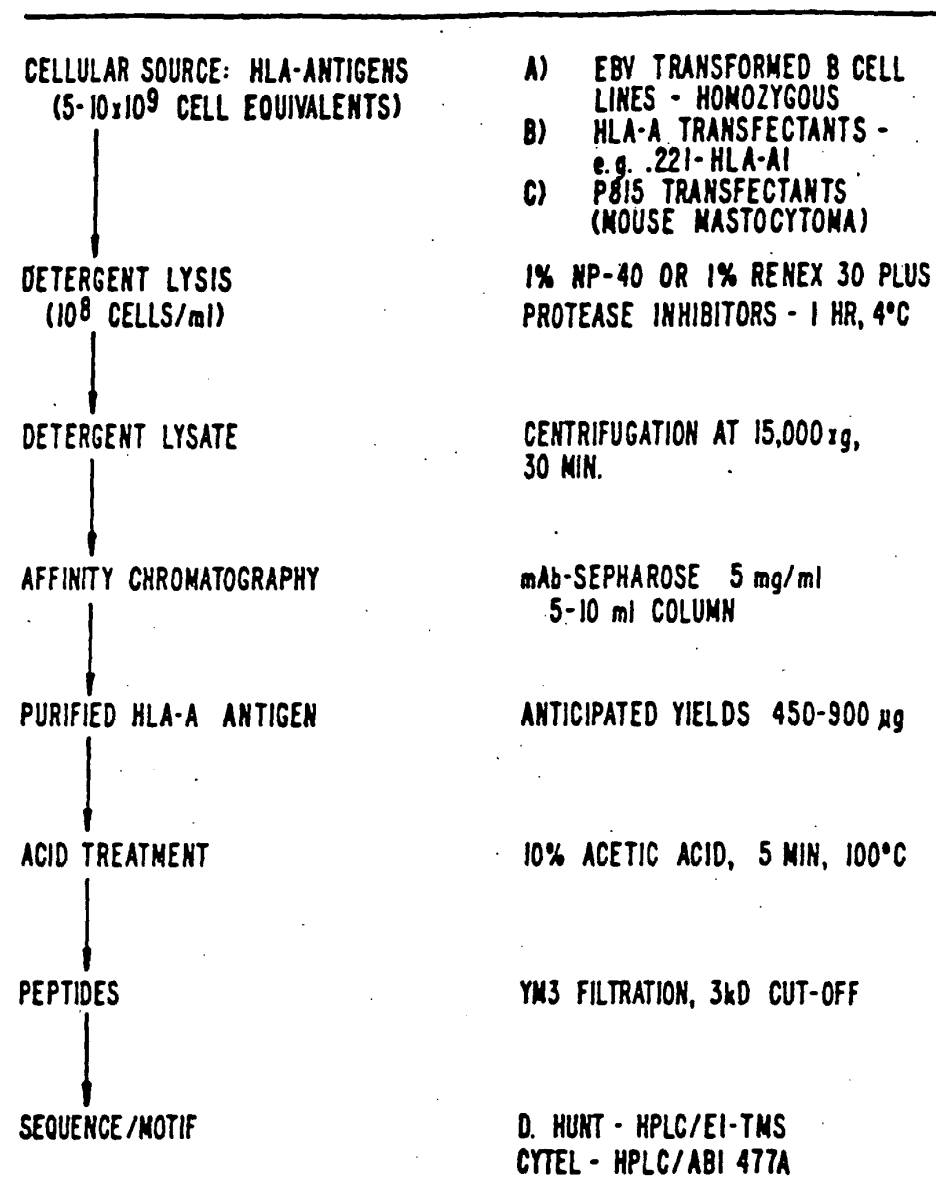 CELLULAR SOURCE: HLA-ANTIGENS
(5-10x10⁹ CELL EQUIVALENTS)
A) EBV TRANSFORMED B CELL
LINES - HOMOZYGOUS
B) HLA-A TRANSFECTANTS -
e.g. .221-HLA-A1
C) P815 TRANSFECTANTS
(MOUSE MASTOCYTOMA)
DETERGENT LYSIS
(10⁸ CELLS/ml)
1% NP-40 OR 1% RENEX 30 PLUS
PROTEASE INHIBITORS - 1 HR, 4°C
DETERGENT LYSATE
CENTRIFUGATION AT 15,000xg,
30 MIN.
AFFINITY CHROMATOGRAPHY
mAb-SEPHAROSE 5 mg/ml
5-10 ml COLUMN
PURIFIED HLA-A ANTIGEN
ANTICIPATED YIELDS 450-900 µg
ACID TREATMENT
10% ACETIC ACID, 5 MIN, 100°C
PEPTIDES
YM3 FILTRATION, 3kD CUT-OFF
SEQUENCE/MOTIF
D. HUNT - HPLC/EI-TMS
CYTEL - HPLC/ABI 477A